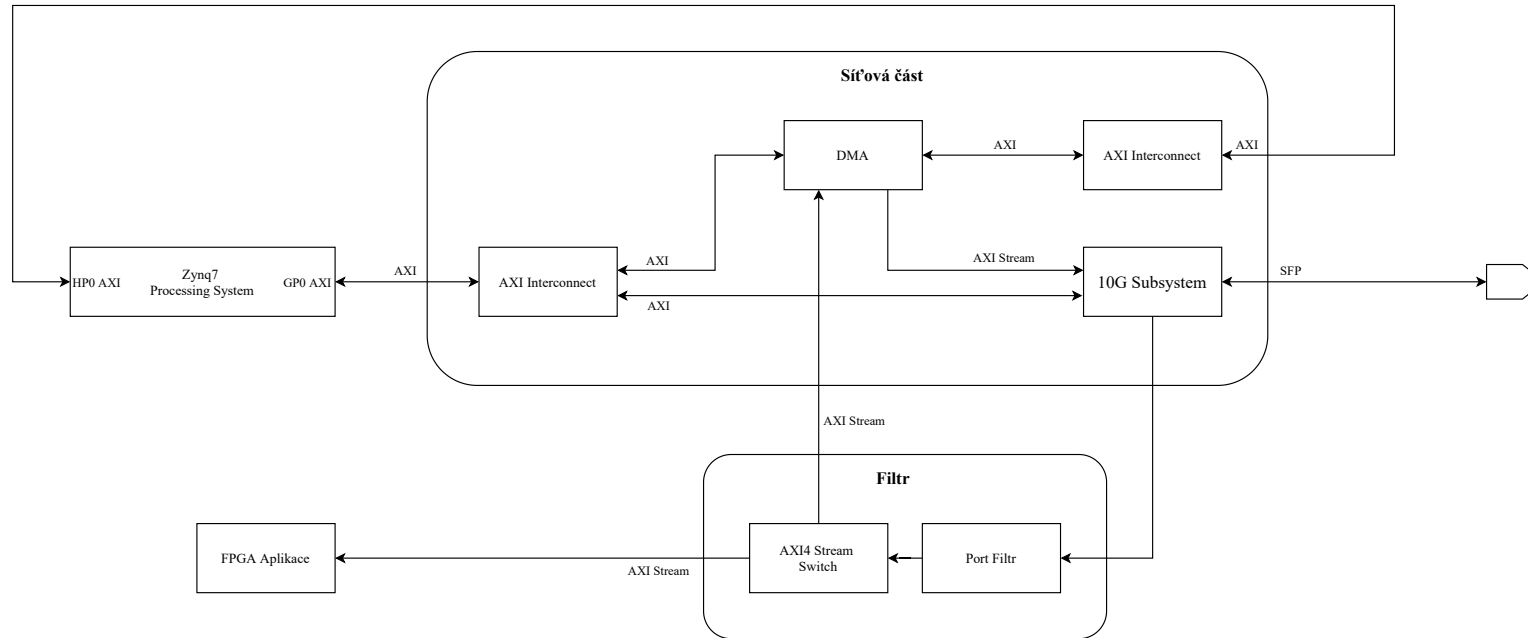 Síťová část
DMA
AXI
AXI Interconnect
AXI
HP0 AXI
Zynq7
Processing System
GP0 AXI
AXI
AXI Interconnect
AXI
AXI
AXI Stream
10G Subsystem
SFP
AXI Stream
Filtr
FPGA Aplikace
AXI Stream
AXI4 Stream
Switch
Port Filtr